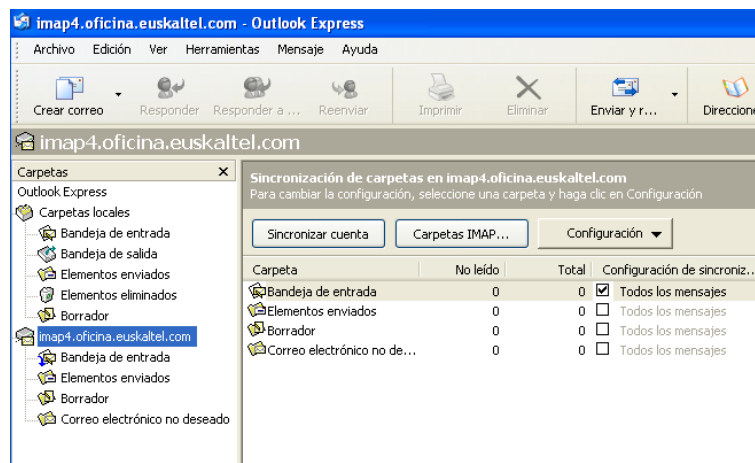 imap4.oficina.euskaltel.com - Outlook Express
Archivo Edición Ver Herramientas Mensaje Ayuda
Crear correo Responder Responder a ... Reenviar Imprimir Eliminar Enviar y r... Direccione
imap4.oficina.euskaltel.com
Carpetas
Outlook Express
Carpetas locales
Bandeja de entrada
Bandeja de salida
Elementos enviados
Elementos eliminados
Borrador
imap4.oficina.euskaltel.com
Bandeja de entrada
Elementos enviados
Borrador
Correo electrónico no deseado
Sincronización de carpetas en imap4.oficina.euskaltel.com
Para cambiar la configuración, seleccione una carpeta y haga clic en Configuración
Sincronizar cuenta Carpetas IMAP... Configuración
Carpeta No leído Total Configuración de sincroniz...
Bandeja de entrada 0 0 Todos los mensajes
Elementos enviados 0 0 Todos los mensajes
Borrador 0 0 Todos los mensajes
Correo electrónico no de... 0 0 Todos los mensajes